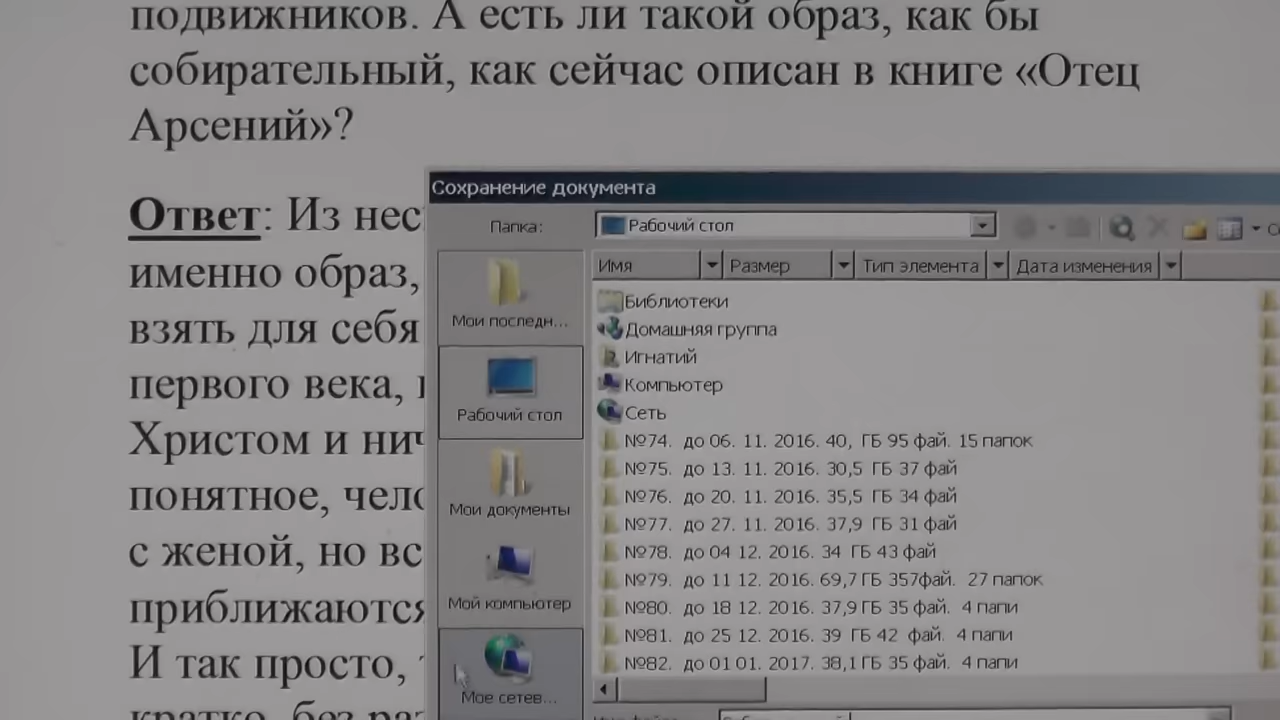 подвижников. А есть ли такой образ, как бы
собирательный, как сейчас описан в книге «Отец
Арсений»?
Ответ: Из нес
именно образ,
взять для себя
первого века,
Христом и нич
понятное, чело
с женой, но вс
приближаются
И так просто,
кратко, без раз
Сохранение документа
Папка:
Рабочий стол
Имя Размер Тип элемента Дата изменения
Мои последн...
Рабочий стол
Мои документы
Мой компьютер
Мое сетев...
Библиотеки
Домашняя группа
Игнатий
Компьютер
Сеть
№74. до 06. 11. 2016. 40, ГБ 95 фай. 15 папок
№75. до 13. 11. 2016. 30,5 ГБ 37 фай
№76. до 20. 11. 2016. 35,5 ГБ 34 фай
№77. до 27. 11. 2016. 37,9 ГБ 31 фай
№78. до 04 12. 2016. 34 ГБ 43 фай
№79. до 11 12. 2016. 69,7 ГБ 357фай. 27 папок
№80. до 18 12. 2016. 37,9 ГБ 35 фай. 4 папи
№81. до 25 12. 2016. 39 ГБ 42 фай. 4 папи
№82. до 01 01. 2017. 38,1 ГБ 35 фай. 4 папи